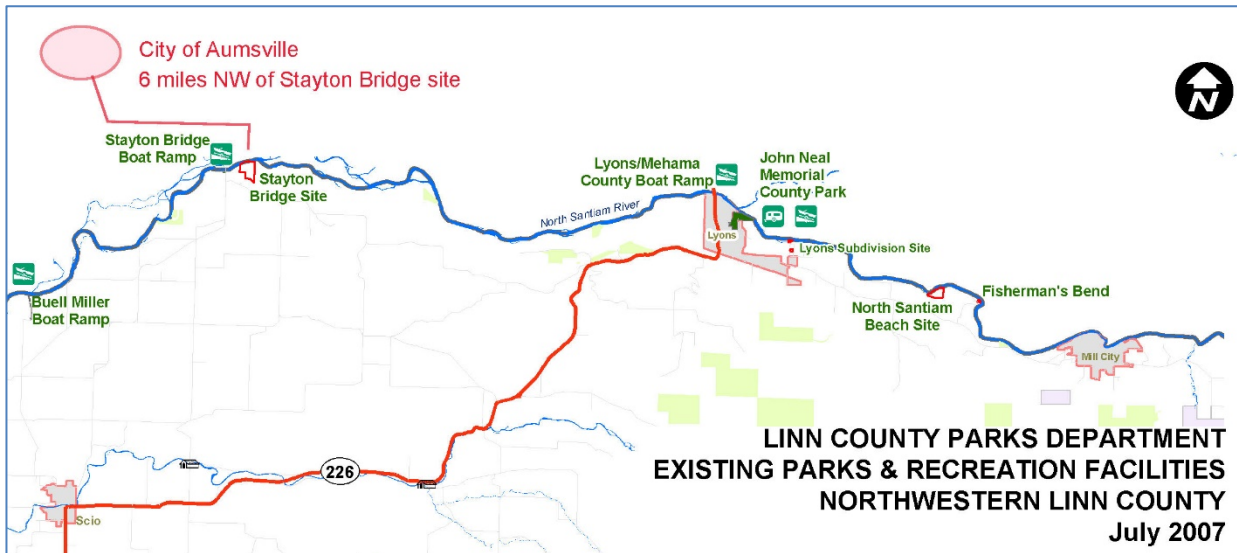 City of Aumsville
6 miles NW of Stayton Bridge site
N
Stayton Bridge
Boat Ramp
Stayton
Bridge Site
Lyons/Mehama
County Boat Ramp
John Neal
Memorial
County Park
North Santiam River
Lyons
Lyons Subdivision Site
Buell Miller
Boat Ramp
North Santiam
Beach Site
Fisherman's Bend
Mill City
226
Scio
LINN COUNTY PARKS DEPARTMENT
EXISTING PARKS & RECREATION FACILITIES
NORTHWESTERN LINN COUNTY
July 2007